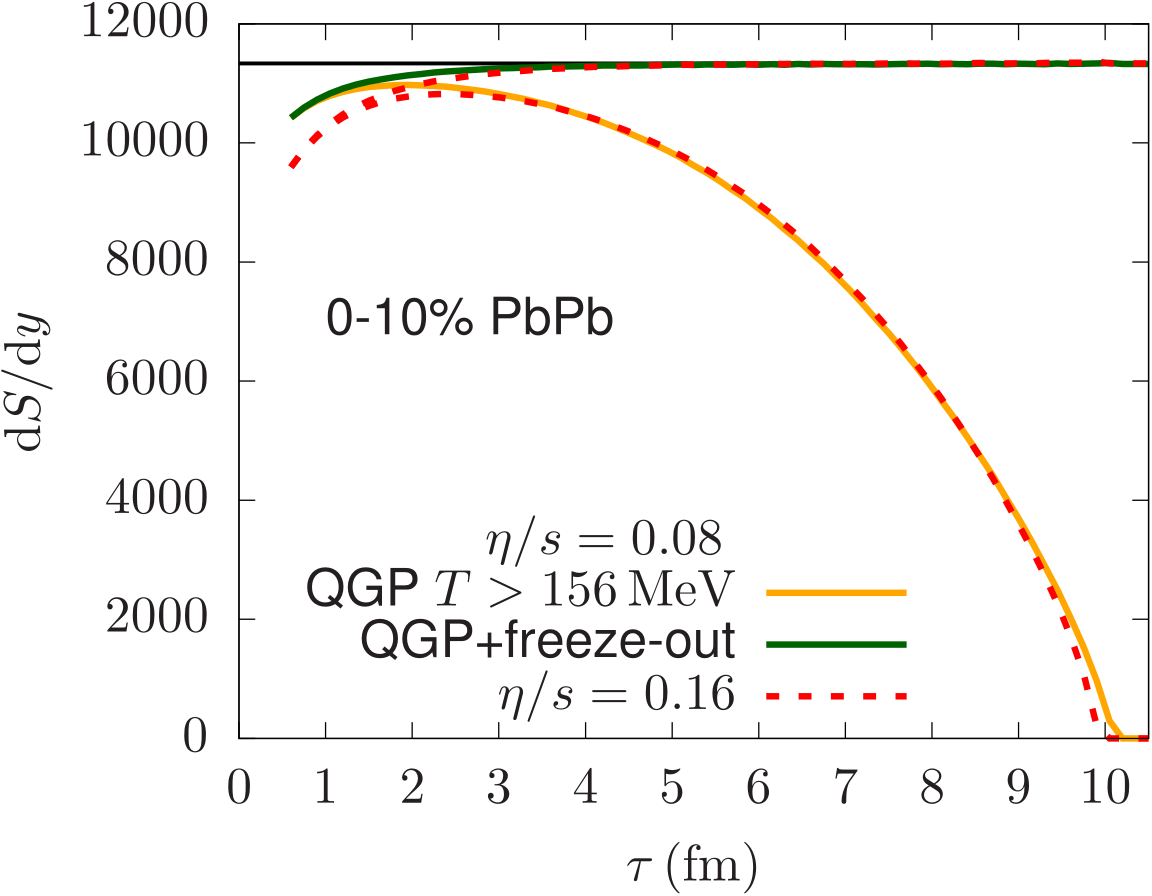 12000
10000
8000
6000
4000
2000
0
dS/dy
0-10% PbPb
η/s = 0.08
QGP T > 156 MeV
QGP+freeze-out
η/s = 0.16
0 1 2 3 4 5 6 7 8 9 10
τ (fm)